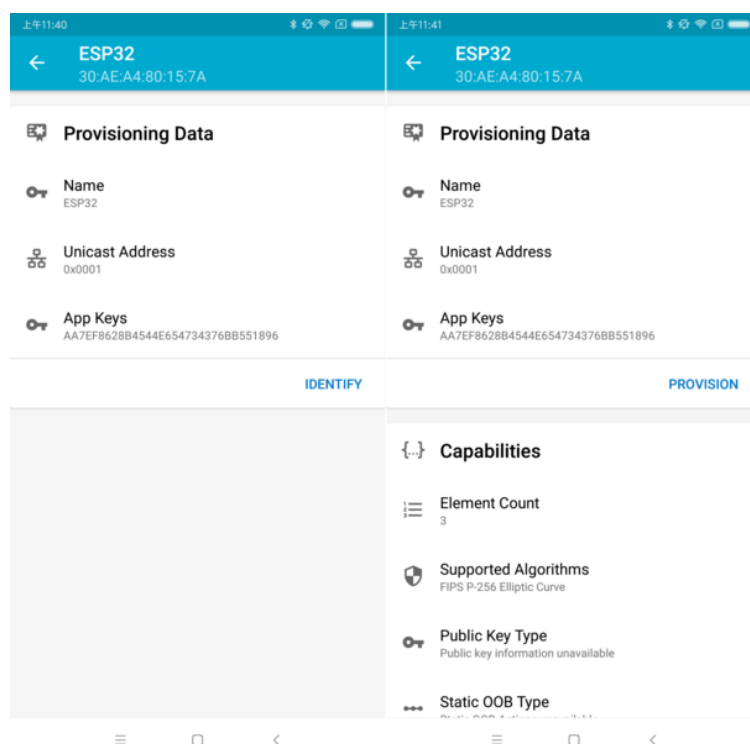 上午11:40
ESP32
30:AE:A4:80:15:7A
Provisioning Data
Name
ESP32
Unicast Address
0x0001
App Keys
AA7EF8628B4544E654734376BB551896
IDENTIFY
上午11:41
ESP32
30:AE:A4:80:15:7A
Provisioning Data
Name
ESP32
Unicast Address
0x0001
App Keys
AA7EF8628B4544E654734376BB551896
PROVISION
Capabilities
Element Count
3
Supported Algorithms
FIPS P-256 Elliptic Curve
Public Key Type
Public key information unavailable
Static OOB Type